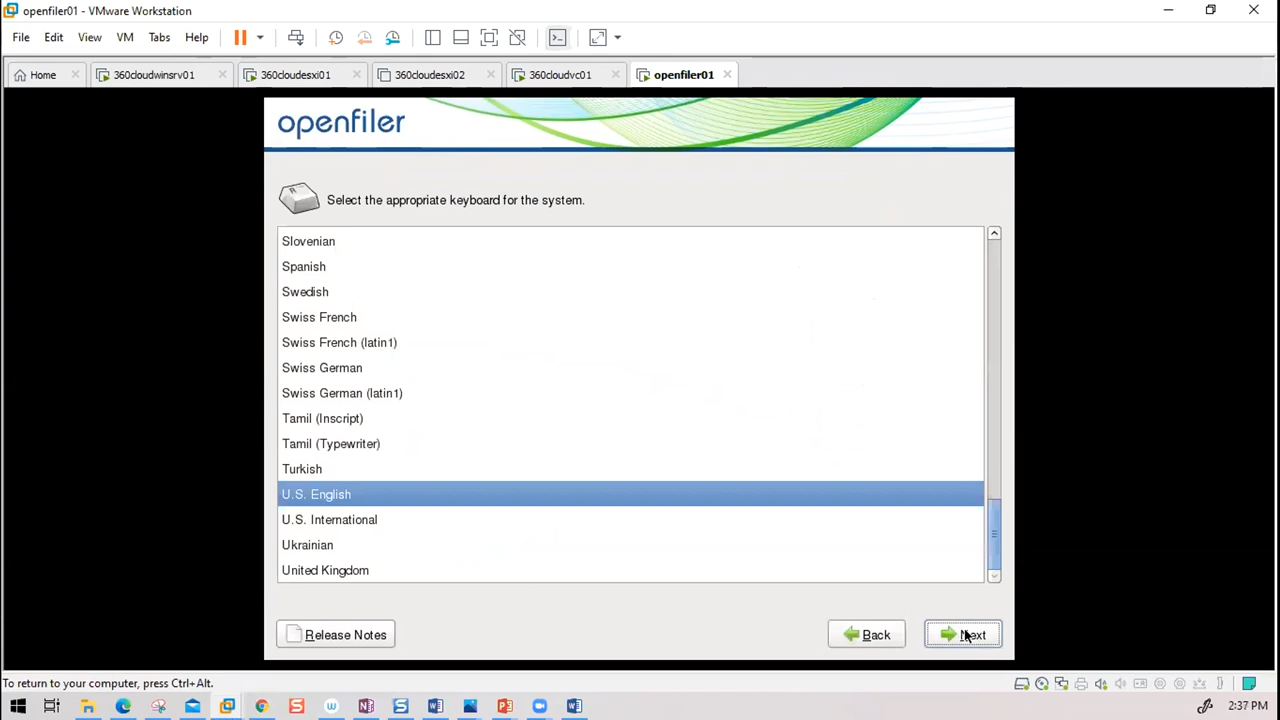 openfiler01 - VMware Workstation
File Edit View VM Tabs Help
Home 360cloudwinsrv01 360cloudesxi01 360cloudesxi02 360cloudvc01 openfiler01
openfiler
Select the appropriate keyboard for the system.
Slovenian
Spanish
Swedish
Swiss French
Swiss French (latin1)
Swiss German
Swiss German (latin1)
Tamil (Inscript)
Tamil (Typewriter)
Turkish
U.S. English
U.S. International
Ukrainian
United Kingdom
Release Notes Back Next
To return to your computer, press Ctrl+Alt.
2:37 PM